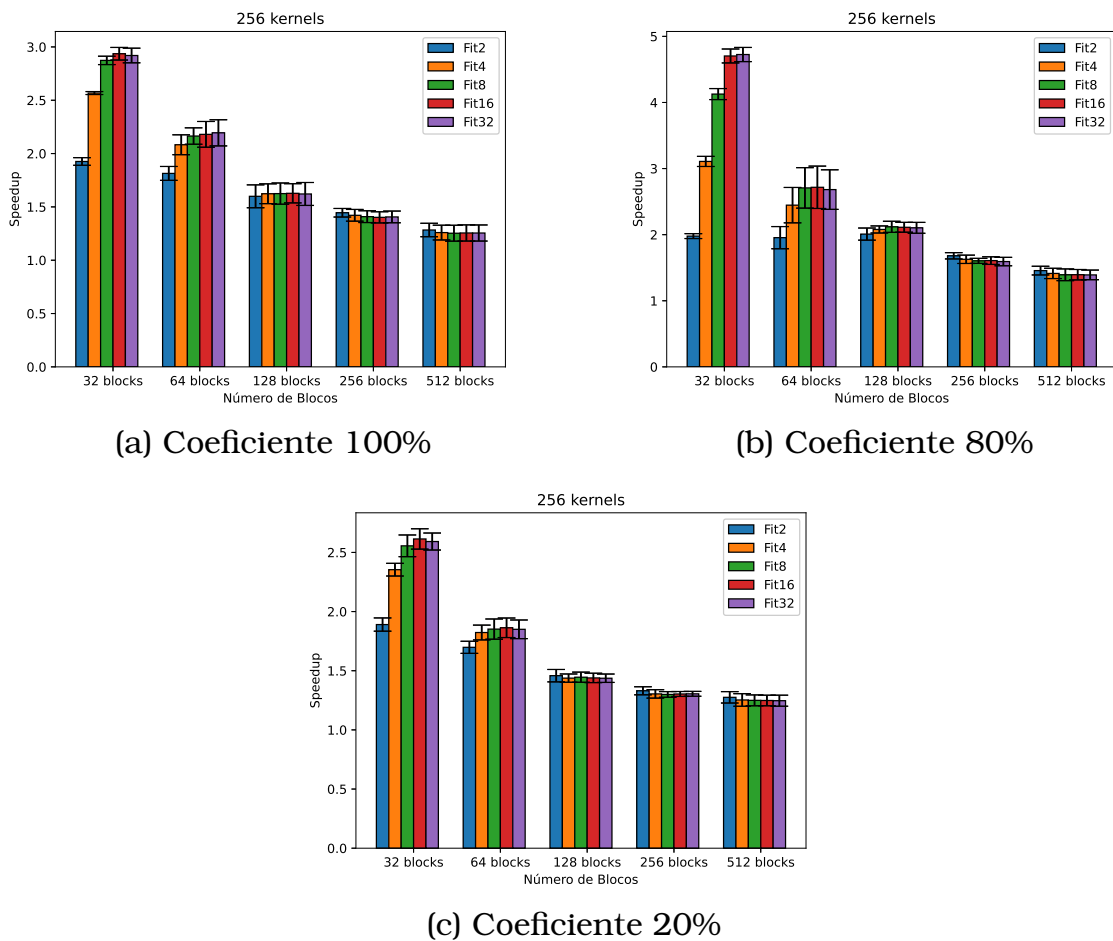 256 kernels
3.0
2.5
2.0
1.5
1.0
0.5
0.0
Speedup
Fit2
Fit4
Fit8
Fit16
Fit32
32 blocks 64 blocks 128 blocks 256 blocks 512 blocks
Número de Blocos
(a) Coeficiente 100%
256 kernels
5
4
3
2
1
0
Speedup
Fit2
Fit4
Fit8
Fit16
Fit32
32 blocks 64 blocks 128 blocks 256 blocks 512 blocks
Número de Blocos
(b) Coeficiente 80%
256 kernels
2.5
2.0
1.5
1.0
0.5
0.0
Speedup
Fit2
Fit4
Fit8
Fit16
Fit32
32 blocks 64 blocks 128 blocks 256 blocks 512 blocks
Número de Blocos
(c) Coeficiente 20%